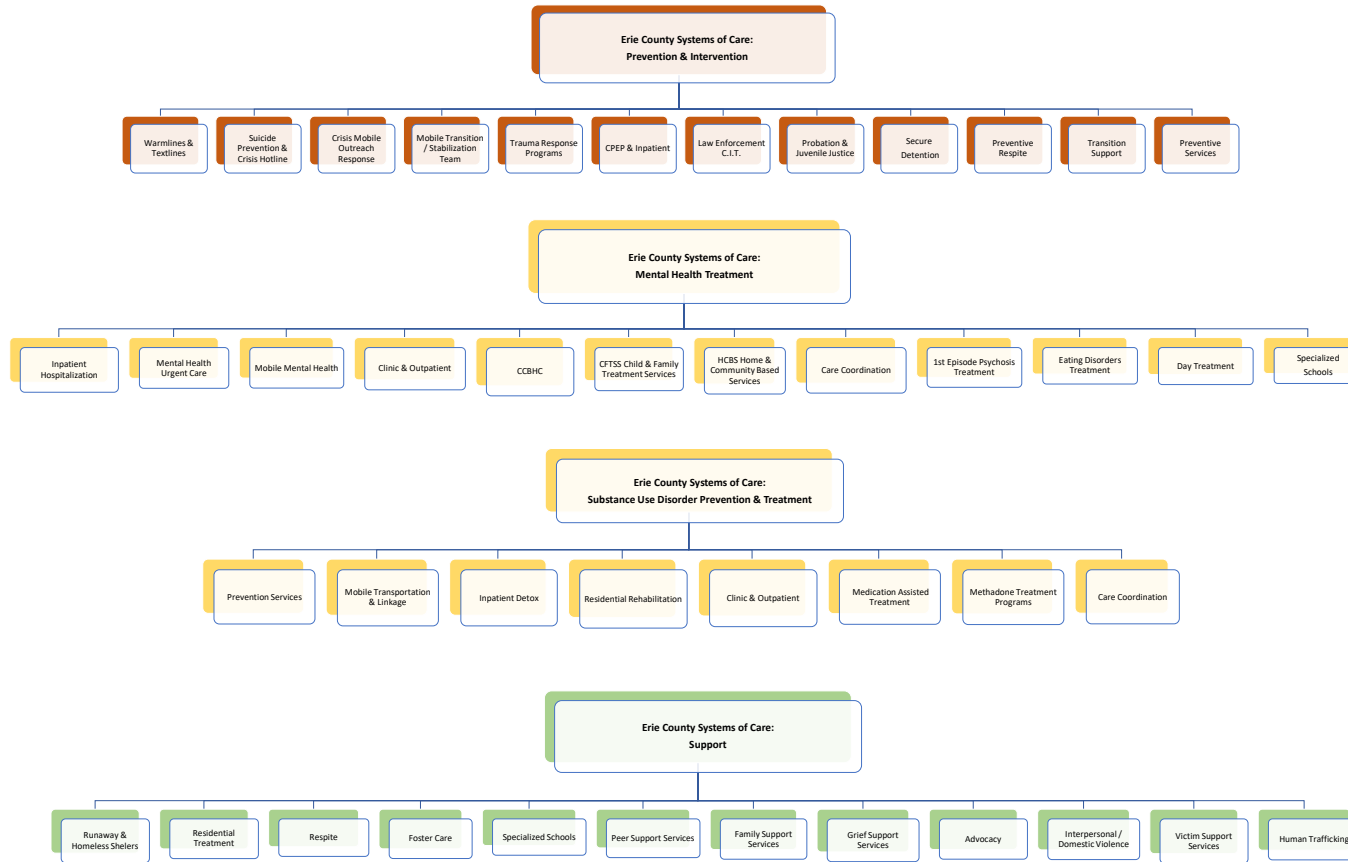 Erie County Systems of Care:
Prevention & Intervention
Warmlines &
Textlines
Suicide
Prevention &
Crisis Hotline
Crisis Mobile
Outreach
Response
Mobile Transition
/ Stabilization
Team
Trauma Response
Programs
CPEP & Inpatient
Law Enforcement
C.I.T.
Probation &
Juvenile Justice
Secure
Detention
Preventive
Respite
Transition
Support
Preventive
Services
Erie County Systems of Care:
Mental Health Treatment
Inpatient
Hospitalization
Mental Health
Urgent Care
Mobile Mental Health
Clinic & Outpatient
CCBHC
CFTSS Child & Family
Treatment Services
HCBS Home &
Community Based
Services
Care Coordination
1st Episode Psychosis
Treatment
Eating Disorders
Treatment
Day Treatment
Specialized
Schools
Erie County Systems of Care:
Substance Use Disorder Prevention & Treatment
Prevention Services
Mobile Transportation
& Linkage
Inpatient Detox
Residential Rehabilitation
Clinic & Outpatient
Medication Assisted
Treatment
Methadone Treatment
Programs
Care Coordination
Erie County Systems of Care:
Support
Runaway &
Homeless Shelers
Residential
Treatment
Respite
Foster Care
Specialized Schools
Peer Support Services
Family Support
Services
Grief Support
Services
Advocacy
Interpersonal /
Domestic Violence
Victim Support
Services
Human Trafficking